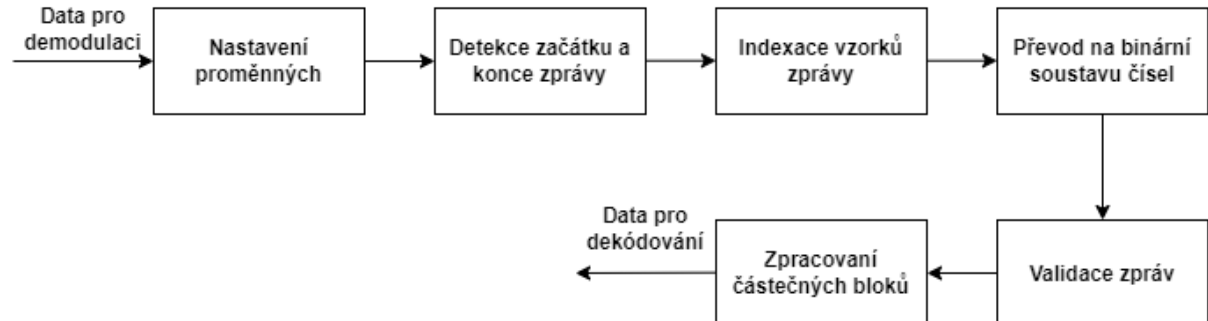 Data pro
demodulaci
Nastavení
proměnných
Detekce začátku a
konce zprávy
Indexace vzorků
zprávy
Převod na binární
soustavu čísel
Data pro
dekódování
Zpracovaní
částečných bloků
Validace zpráv